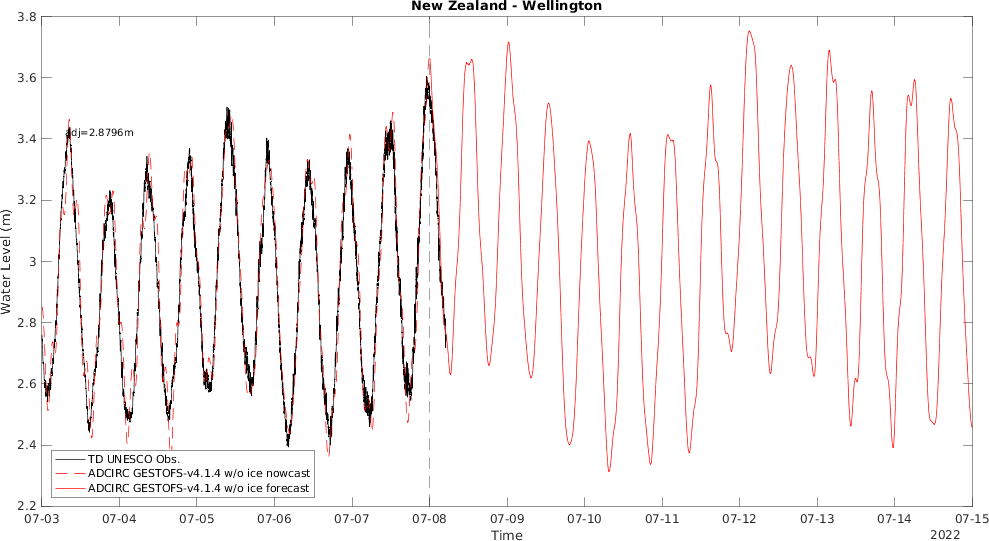 New Zealand - Wellington
3.8
3.6
3.4
3.2
3
2.8
2.6
2.4
2.2
Water Level (m)
adj=2.8796m
TD UNESCO Obs.
ADCIRC GESTOFS-v4.1.4 w/o ice nowcast
ADCIRC GESTOFS-v4.1.4 w/o ice forecast
07-03 07-04 07-05 07-06 07-07 07-08 07-09 07-10 07-11 07-12 07-13 07-14 07-15
Time
2022